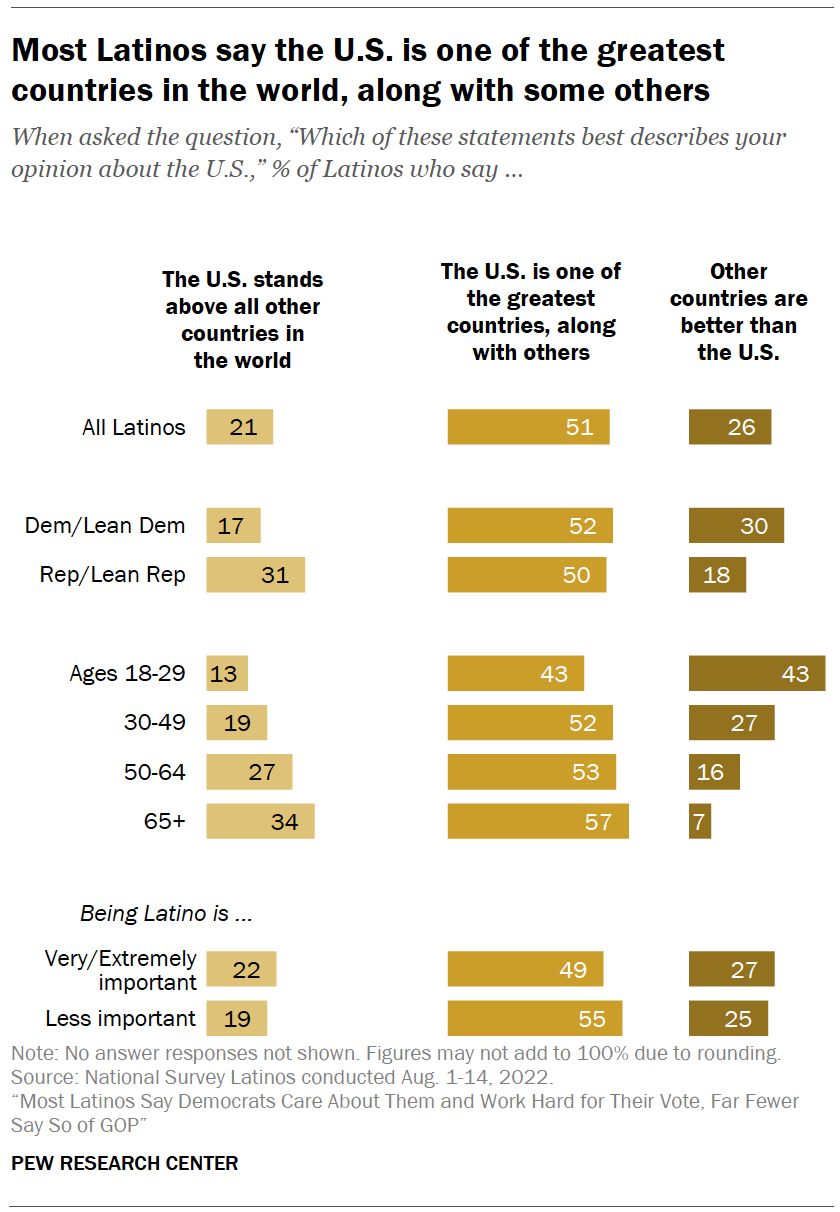 Most Latinos say the U.S. is one of the greatest
countries in the world, along with some others
When asked the question, “Which of these statements best describes your
opinion about the U.S.,” % of Latinos who say ...
The U.S. stands
above all other
countries in
the world
The U.S. is one of
the greatest
countries, along
with others
Other
countries are
better than
the U.S.
All Latinos 21 51 26
Dem/Lean Dem 17 52 30
Rep/Lean Rep 31 50 18
Ages 18-29 13 43 43
30-49 19 52 27
50-64 27 53 16
65+ 34 57 7
Being Latino is ...
Very/Extremely
important 22 49 27
Less important 19 55 25
Note: No answer responses not shown. Figures may not add to 100% due to rounding.
Source: National Survey Latinos conducted Aug. 1-14, 2022.
“Most Latinos Say Democrats Care About Them and Work Hard for Their Vote, Far Fewer
Say So of GOP”
PEW RESEARCH CENTER